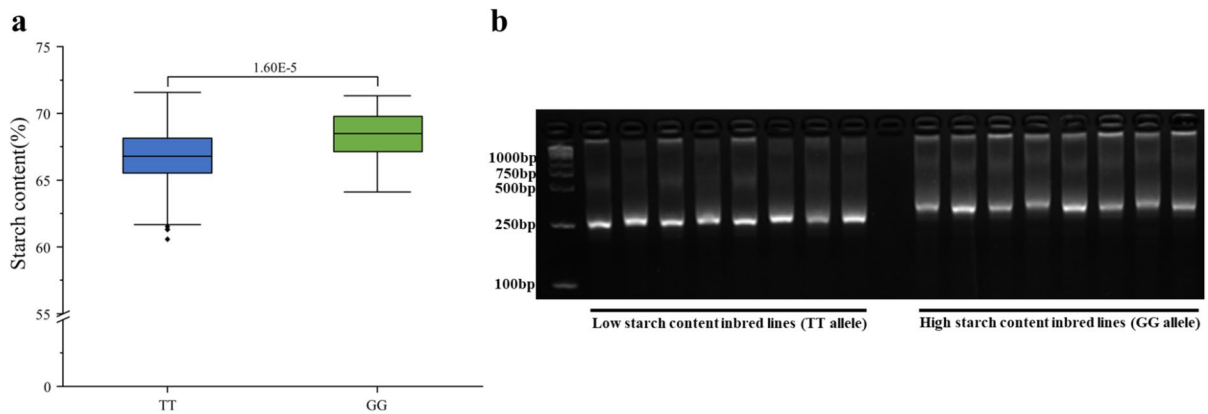 a
75
70
65
60
55
0
Starch content(%)
1.60E-5
TT
GG
b
1000bp
750bp
500bp
250bp
100bp
Low starch content inbred lines (TT allele)
High starch content inbred lines (GG allele)